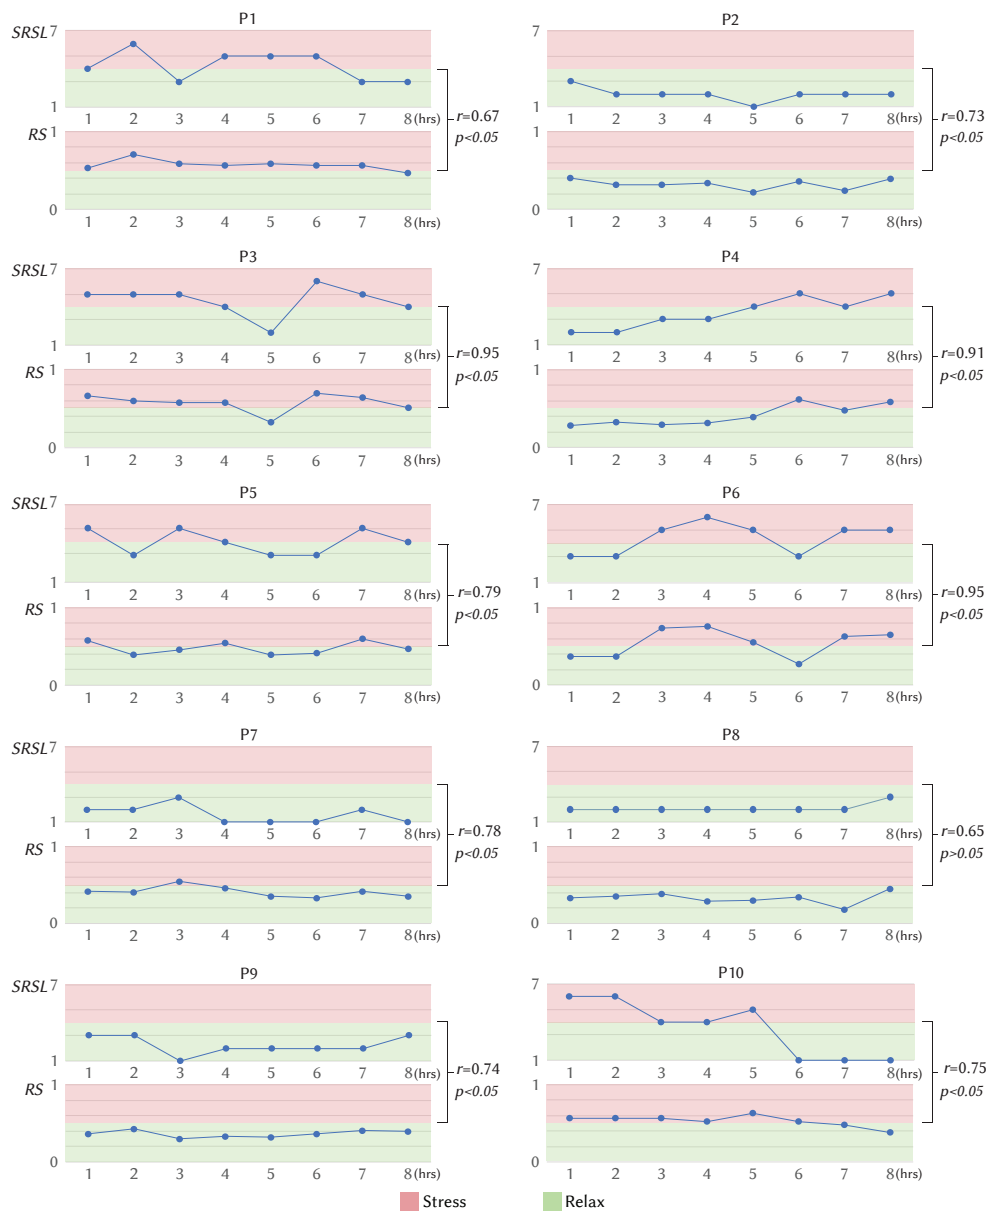 P1
SRSL 7
1
1 2 3 4 5 6 7 8 (hrs)
RS 1
0
1 2 3 4 5 6 7 8 (hrs)
r=0.67
p<0.05
P2
7
1
1 2 3 4 5 6 7 8 (hrs)
1
0
1 2 3 4 5 6 7 8 (hrs)
r=0.73
p<0.05
P3
SRSL 7
1
1 2 3 4 5 6 7 8 (hrs)
RS 1
0
1 2 3 4 5 6 7 8 (hrs)
r=0.95
p<0.05
P4
7
1
1 2 3 4 5 6 7 8 (hrs)
1
0
1 2 3 4 5 6 7 8 (hrs)
r=0.91
p<0.05
P5
SRSL 7
1
1 2 3 4 5 6 7 8 (hrs)
RS 1
0
1 2 3 4 5 6 7 8 (hrs)
r=0.79
p<0.05
P6
7
1
1 2 3 4 5 6 7 8 (hrs)
1
0
1 2 3 4 5 6 7 8 (hrs)
r=0.95
p<0.05
P7
SRSL 7
1
1 2 3 4 5 6 7 8 (hrs)
RS 1
0
1 2 3 4 5 6 7 8 (hrs)
r=0.78
p<0.05
P8
7
1
1 2 3 4 5 6 7 8 (hrs)
1
0
1 2 3 4 5 6 7 8 (hrs)
r=0.65
p>0.05
P9
SRSL 7
1
1 2 3 4 5 6 7 8 (hrs)
RS 1
0
1 2 3 4 5 6 7 8 (hrs)
r=0.74
p<0.05
P10
7
1
1 2 3 4 5 6 7 8 (hrs)
1
0
1 2 3 4 5 6 7 8 (hrs)
r=0.75
p<0.05
Stress Relax